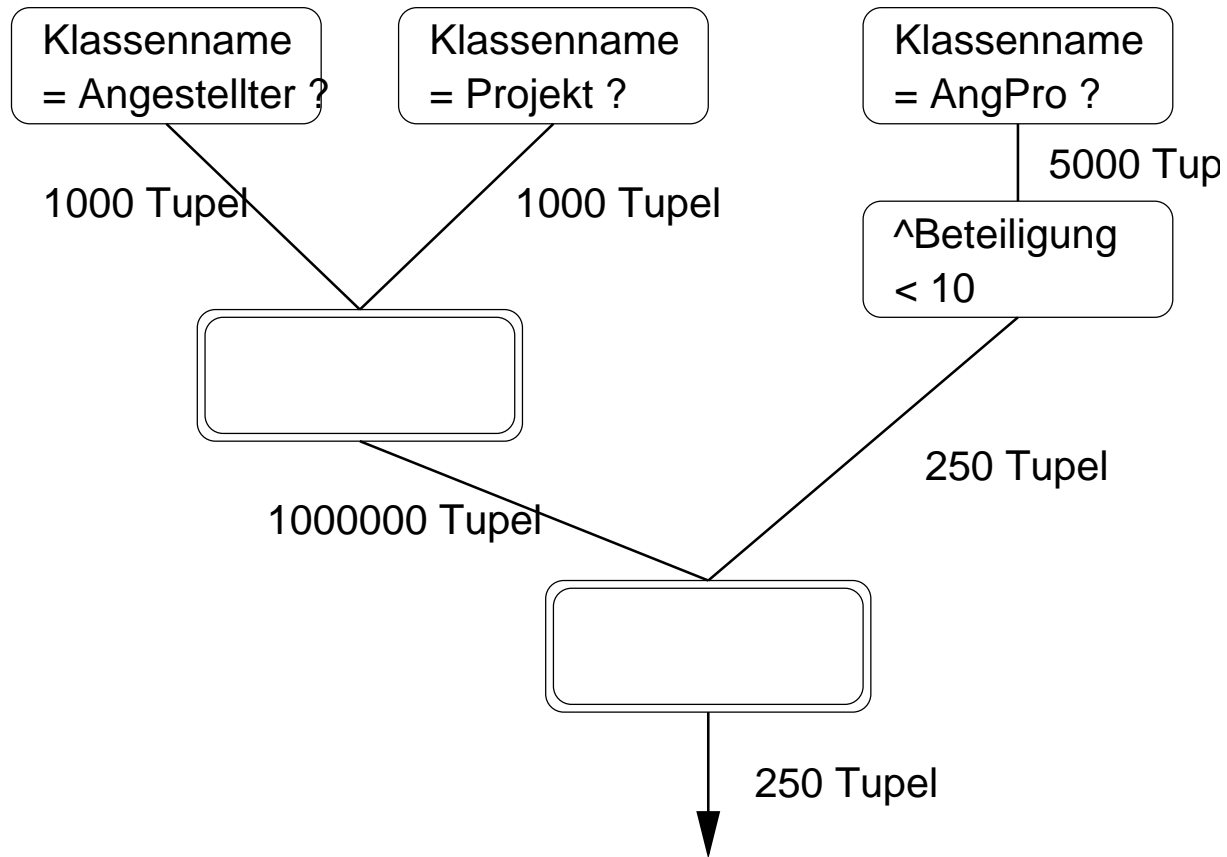 Klassenname
= Angestellter ?
Klassenname
= Projekt ?
Klassenname
= AngPro ?
1000 Tupel
1000 Tupel
5000 Tup
^Beteiligung
< 10
250 Tupel
1000000 Tupel
250 Tupel